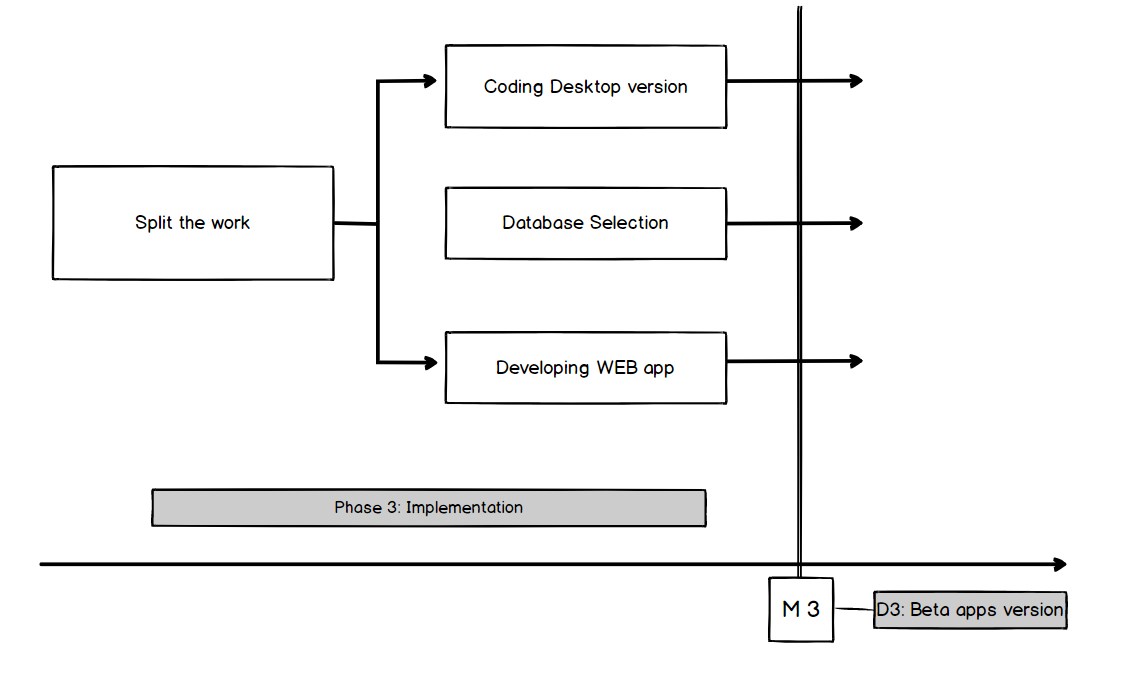 Coding Desktop version
Split the work
Database Selection
Developing WEB app
Phase 3: Implementation
M 3
D3: Beta apps version